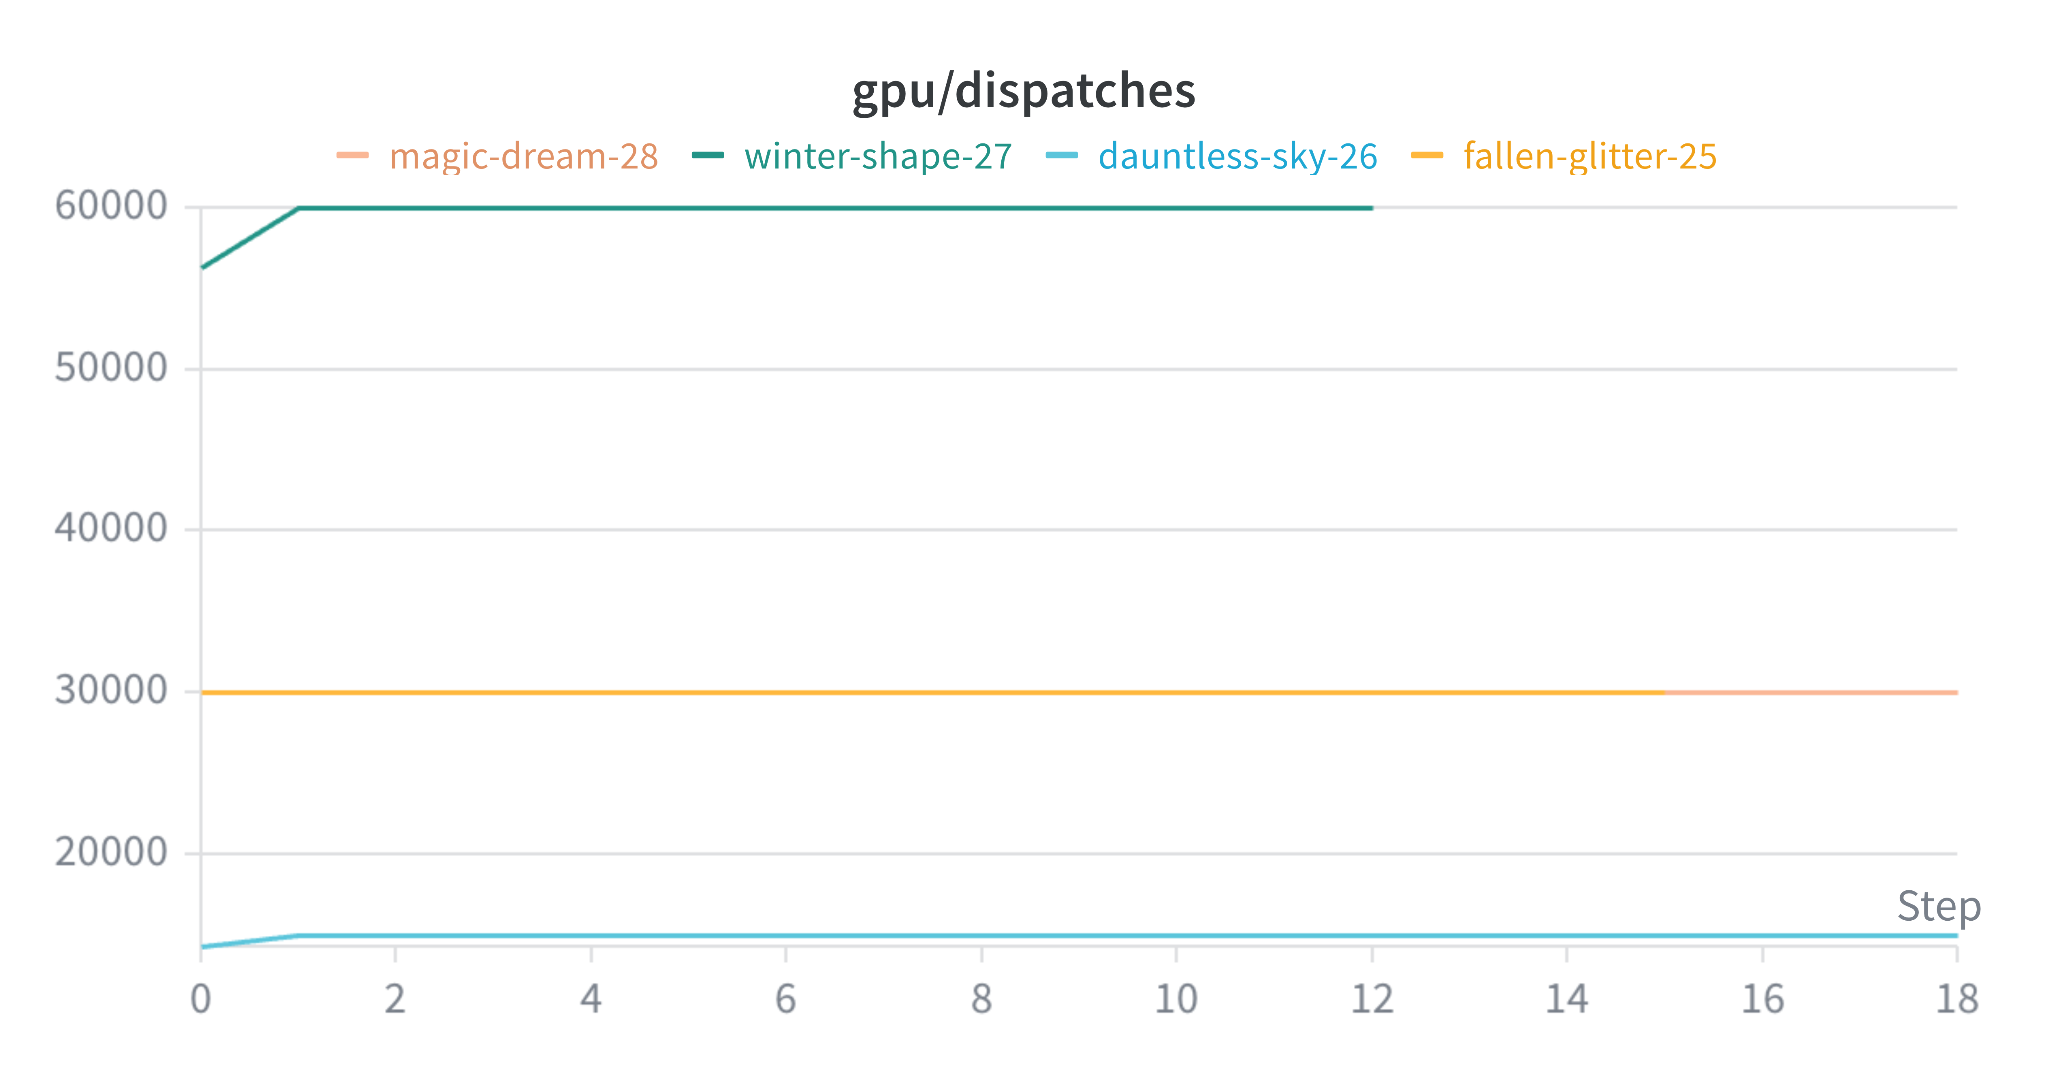 gpu/dispatches
magic-dream-28 winter-shape-27 dauntless-sky-26 fallen-glitter-25
60000
50000
40000
30000
20000
Step
0 2 4 6 8 10 12 14 16 18